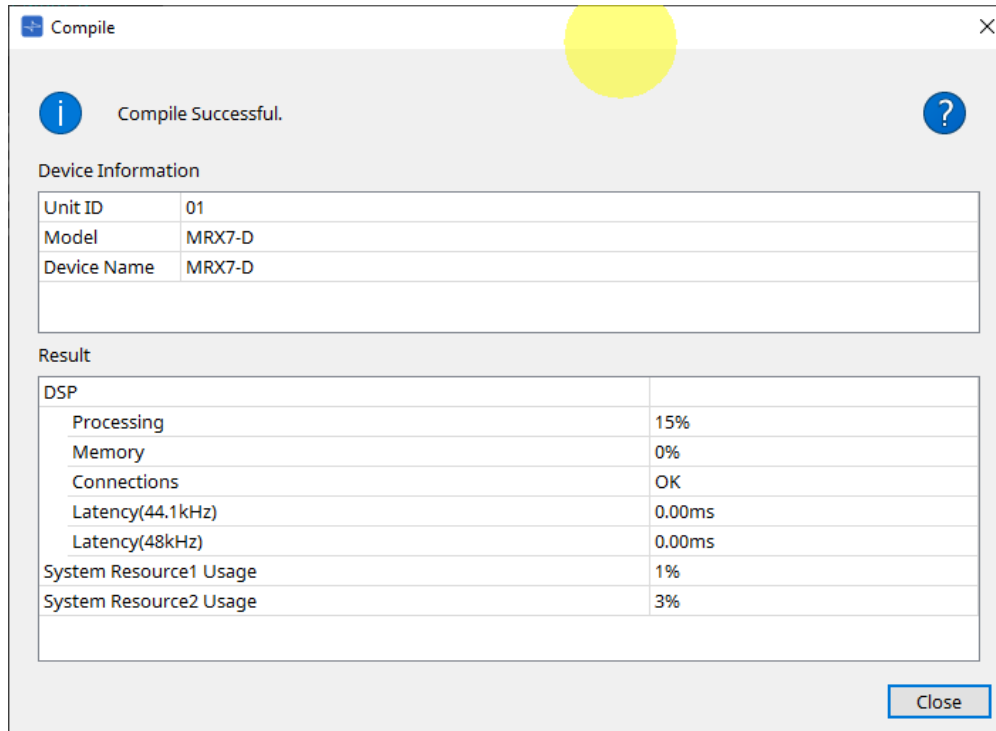 Compile
Compile Successful.
Device Information
Unit ID 01
Model MRX7-D
Device Name MRX7-D
Result
DSP
Processing 15%
Memory 0%
Connections OK
Latency(44.1kHz) 0.00ms
Latency(48kHz) 0.00ms
System Resource1 Usage 1%
System Resource2 Usage 3%
Close